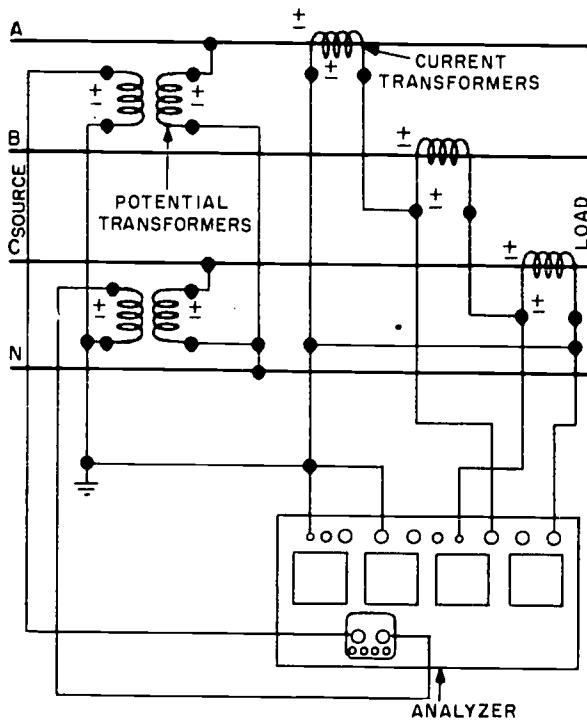 A
±
±
CURRENT
TRANSFORMERS
±
±
B
±
±
POTENTIAL
TRANSFORMERS
SOURCE
LOAD
C
±
±
±
±
N
ANALYZER